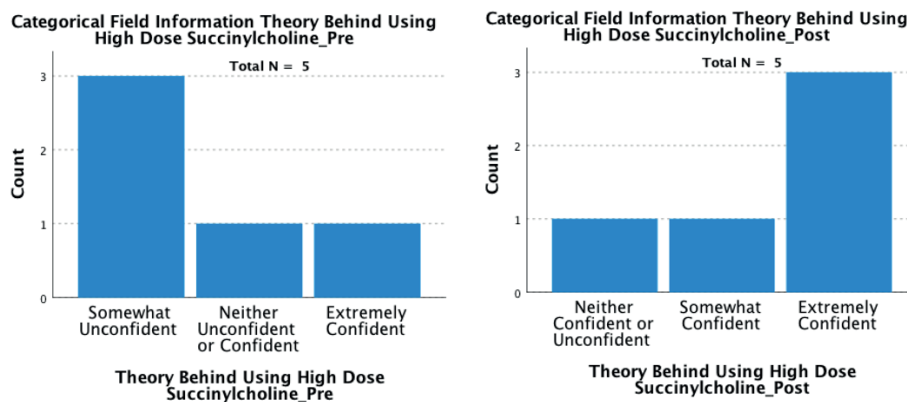 Categorical Field Information Theory Behind Using
High Dose Succinylcholine_Pre
Total N = 5
Count
3
2
1
0
Somewhat
Unconfident
Neither
Unconfident
or Confident
Extremely
Confident
Theory Behind Using High Dose
Succinylcholine_Pre
Categorical Field Information Theory Behind Using
High Dose Succinylcholine_Post
Total N = 5
Count
3
2
1
0
Neither
Confident or
Unconfident
Somewhat
Confident
Extremely
Confident
Theory Behind Using High Dose
Succinylcholine_Post